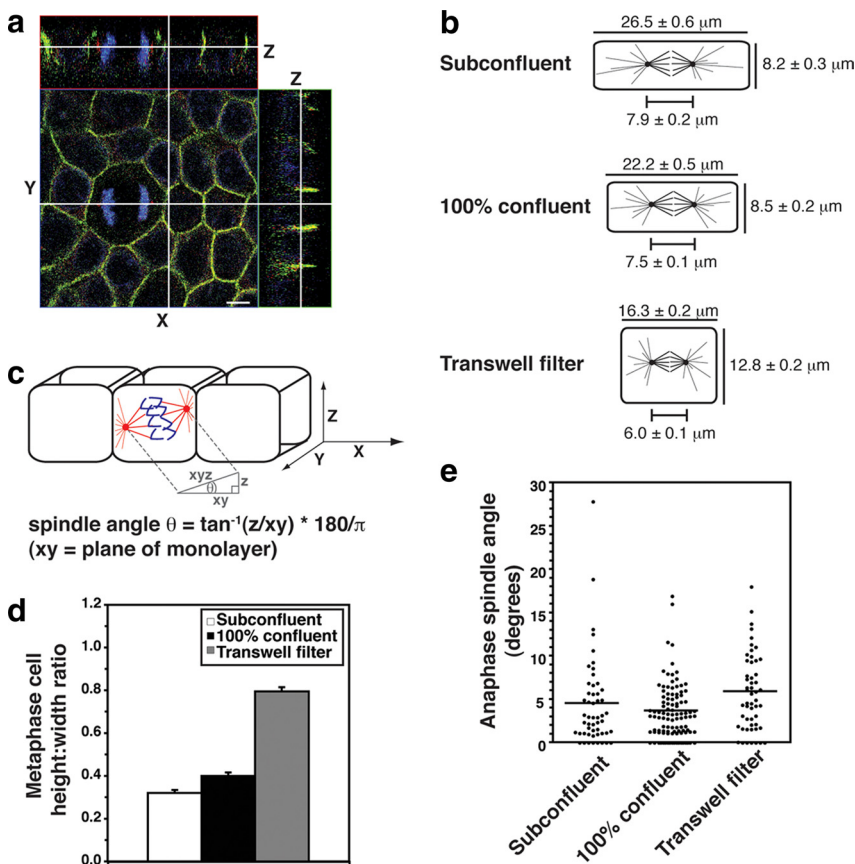 a
Z
Z
Y
X
b
26.5 ± 0.6 μm
Subconfluent
8.2 ± 0.3 μm
7.9 ± 0.2 μm
22.2 ± 0.5 μm
100% confluent
8.5 ± 0.2 μm
7.5 ± 0.1 μm
16.3 ± 0.2 μm
Transwell filter
12.8 ± 0.2 μm
6.0 ± 0.1 μm
c
Z
X
Y
xyz
θ
z
xy
spindle angle θ = tan⁻¹(z/xy) * 180/π
(xy = plane of monolayer)
d
Metaphase cell
height:width ratio
1.2
1.0
0.8
0.6
0.4
0.2
0.0
Subconfluent
100% confluent
Transwell filter
e
Anaphase spindle angle
(degrees)
30
25
20
15
10
5
0
Subconfluent
100% confluent
Transwell filter